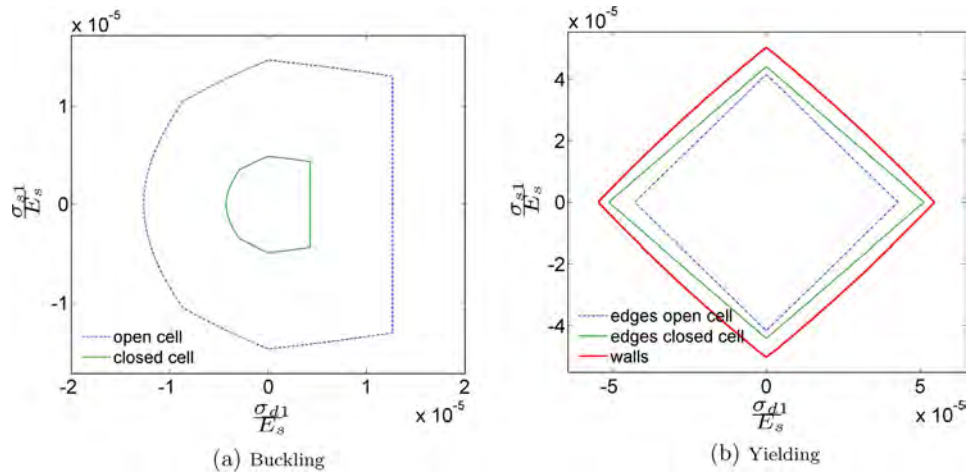 x 10⁻⁵
1
0
-1
σs1/Es
open cell
closed cell
-2 -1 0 1 2
x 10⁻⁵
σd1/Es
(a) Buckling
x 10⁻⁵
4
2
0
-2
-4
σs1/Es
edges open cell
edges closed cell
walls
-5 0 5
x 10⁻⁵
σd1/Es
(b) Yielding